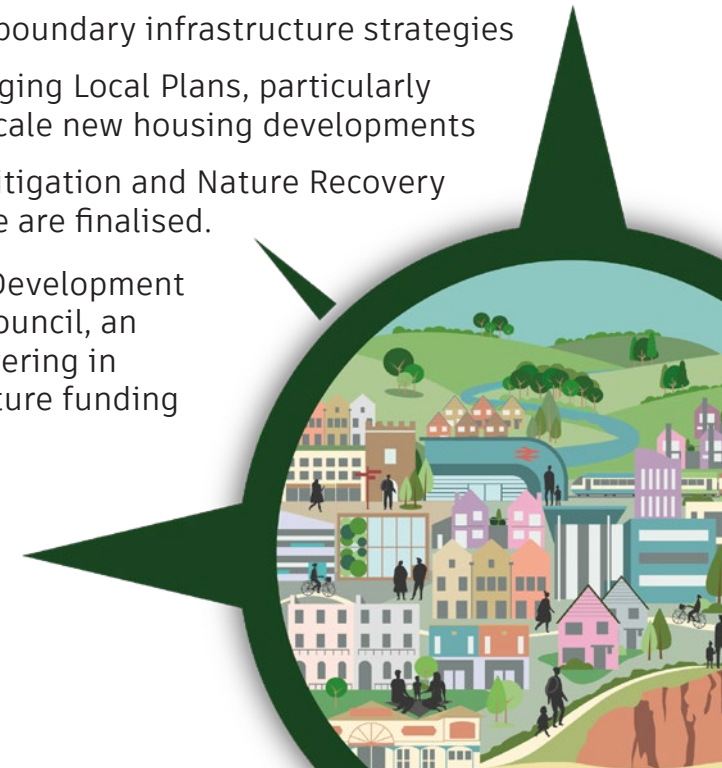 boundary infrastructure strategies
ging Local Plans, particularly
cale new housing developments
itigation and Nature Recovery
e are finalised.
Development
ouncil, an
ering in
ture funding